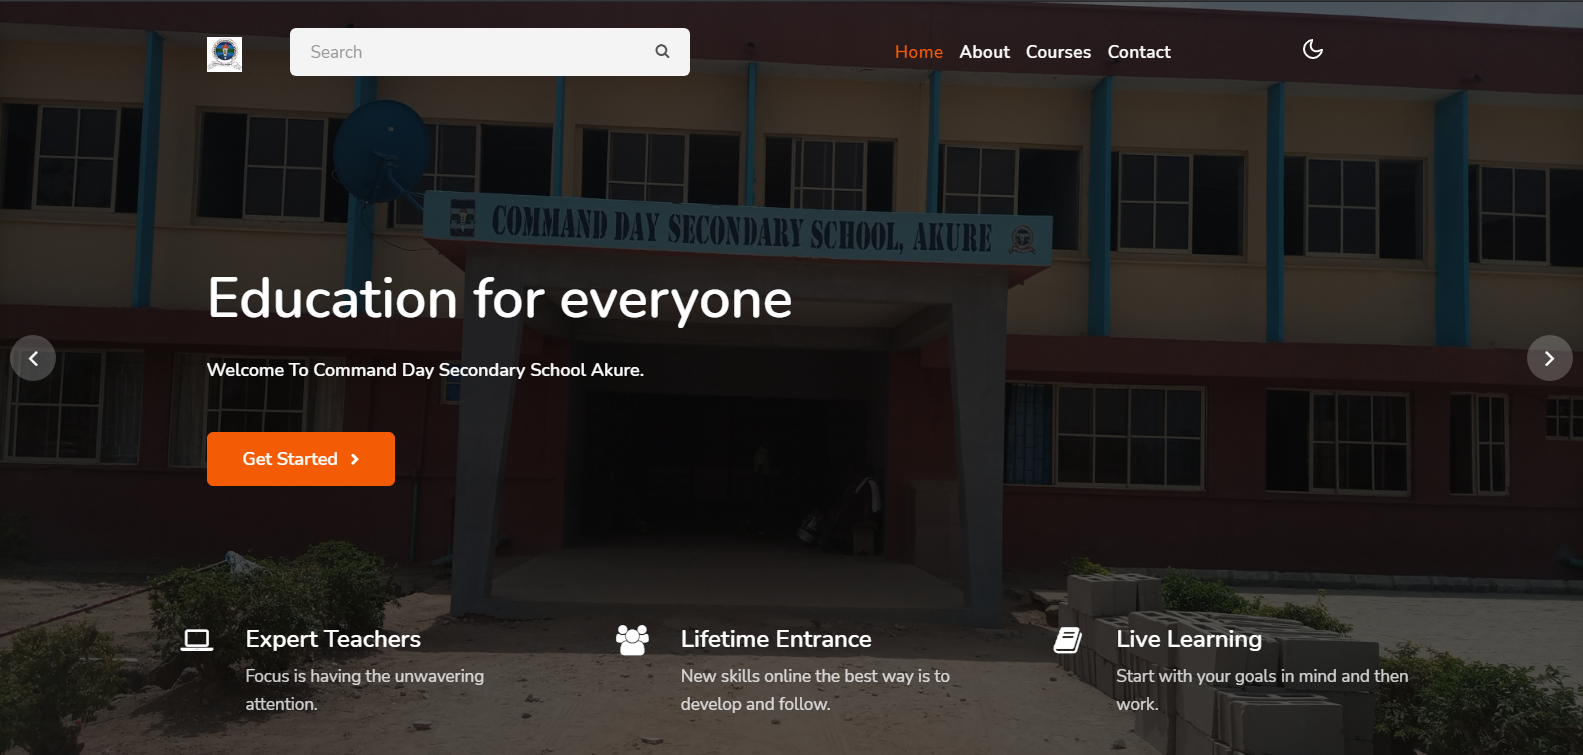 Search
Home About Courses Contact
COMMAND DAY SECONDARY SCHOOL, AKURE
Education for everyone
Welcome To Command Day Secondary School Akure.
Get Started
Expert Teachers
Focus is having the unwavering
attention.
Lifetime Entrance
New skills online the best way is to
develop and follow.
Live Learning
Start with your goals in mind and then
work.